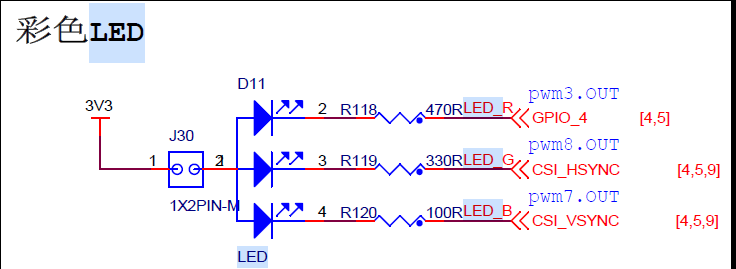 彩色LED
D11
pwm3.OUT
3V3
2 R118 470R LED_R GPIO_4 [4,5]
J30
pwm8.OUT
1 2 1 3 R119 330R LED_G CSI_HSYNC [4,5,9]
1X2PIN-M
pwm7.OUT
4 R120 100R LED_B CSI_VSYNC [4,5,9]
LED